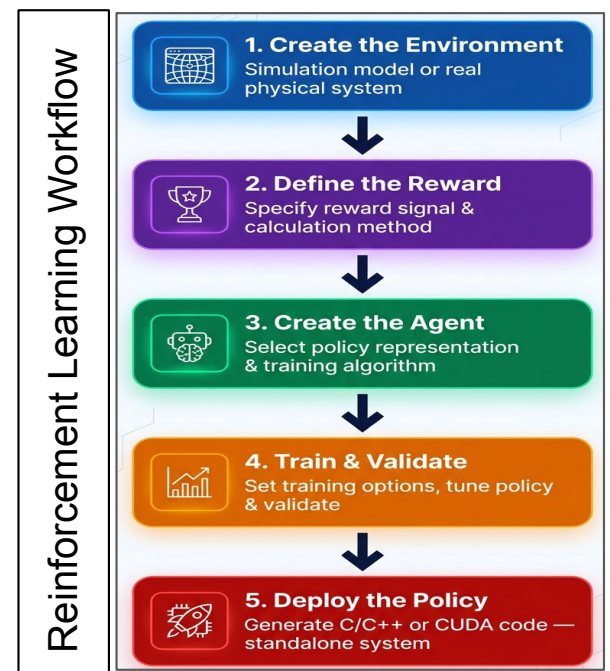 Reinforcement Learning Workflow
1. Create the Environment
Simulation model or real
physical system
2. Define the Reward
Specify reward signal &
calculation method
3. Create the Agent
Select policy representation
& training algorithm
4. Train & Validate
Set training options, tune policy
& validate
5. Deploy the Policy
Generate C/C++ or CUDA code —
standalone system